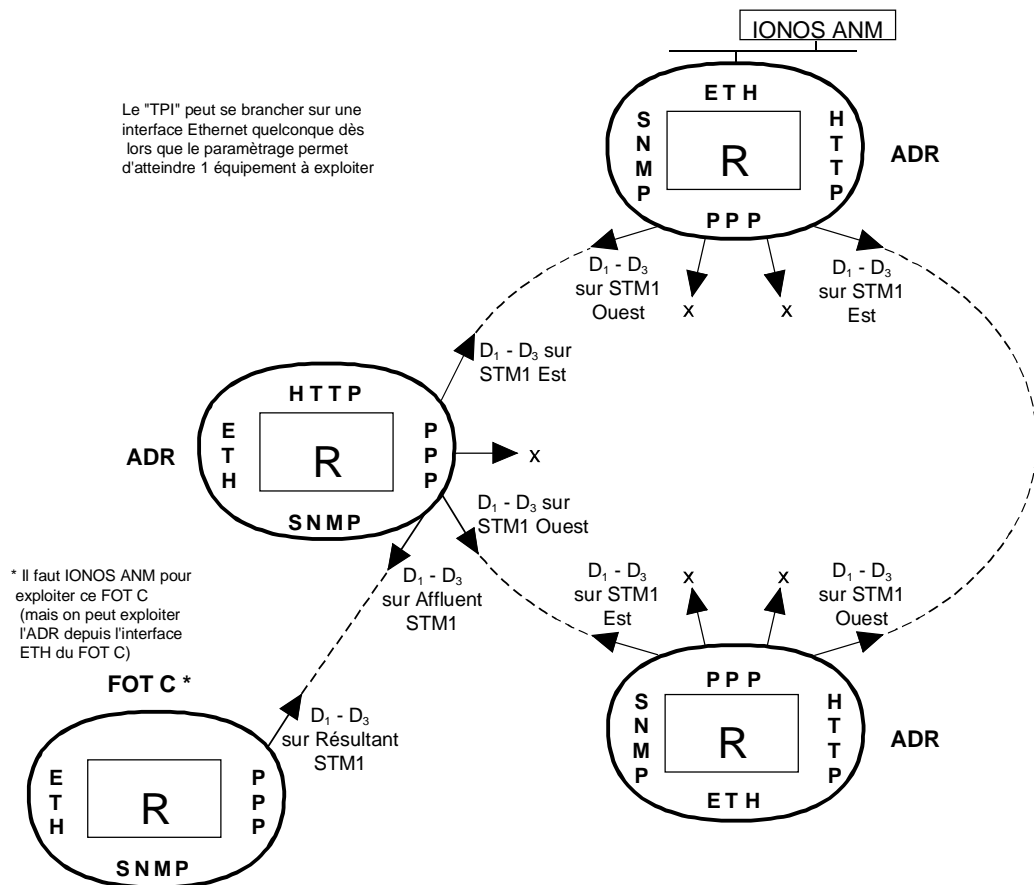 IONOS ANM
Le "TPI" peut se brancher sur une
interface Ethernet quelconque dès
lors que le paramètrage permet
d'atteindre 1 équipement à exploiter
ETH
SNMP
R
HTTP
PPP
ADR
D₁ - D₃
sur STM1
Ouest
x
x
D₁ - D₃
sur STM1
Est
D₁ - D₃ sur
STM1 Est
HTTP
ETH
R
PPP
SNMP
ADR
x
D₁ - D₃ sur
STM1 Ouest
D₁ - D₃
sur Affluent
STM1
* Il faut IONOS ANM pour
exploiter ce FOT C
(mais on peut exploiter
l'ADR depuis l'interface
ETH du FOT C)
FOT C *
D₁ - D₃
sur Résultant
STM1
ETH
R
PPP
SNMP
D₁ - D₃
sur STM1
Est
x
x
D₁ - D₃
sur STM1
Ouest
PPP
SNMP
R
HTTP
ETH
ADR